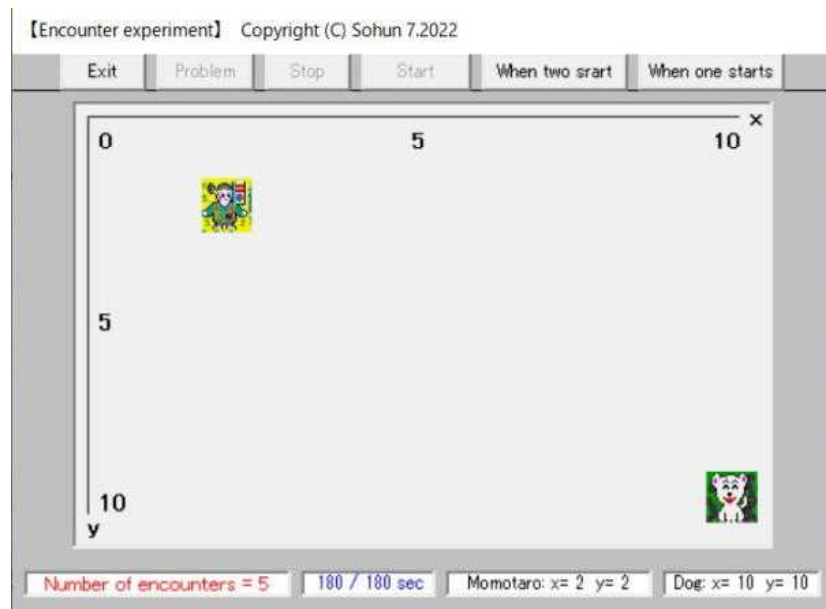 【Encounter experiment】 Copyright (C) Sohun 7.2022
Exit Problem Stop Start When two srart When one starts
x
0 5 10
5
10
y
Number of encounters = 5 180 / 180 sec Momotaro: x= 2 y= 2 Dog: x= 10 y= 10